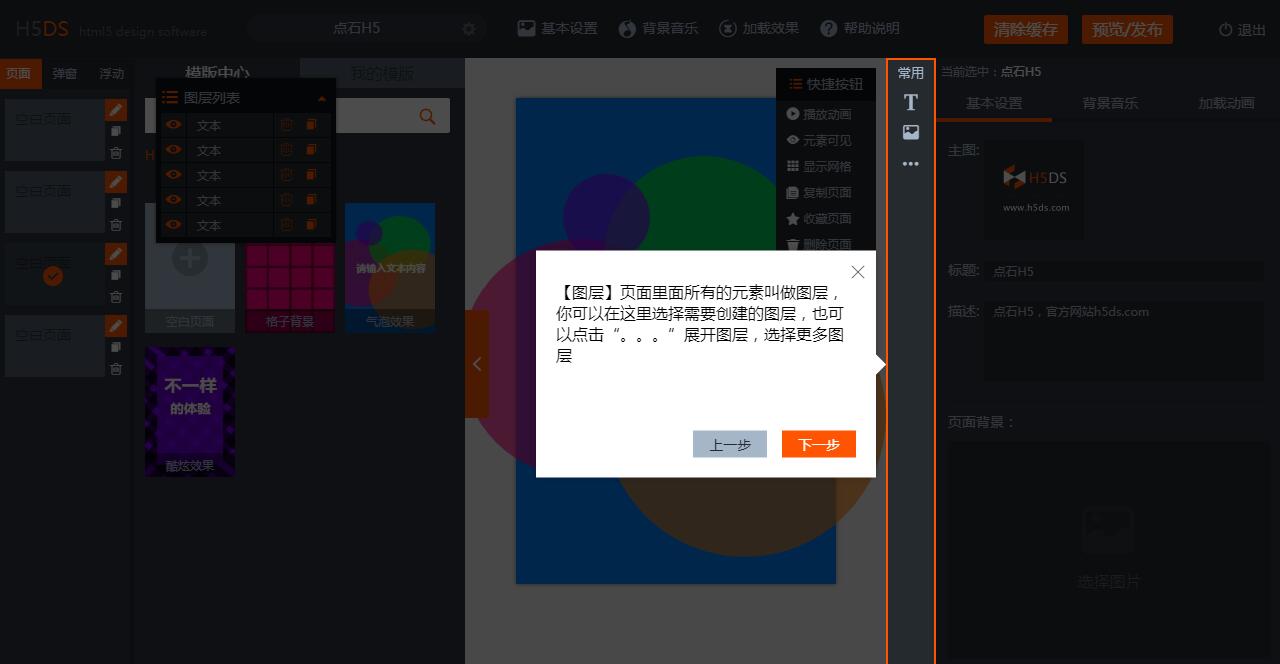 H5DS html5 design software
点石H5
基本设置 背景音乐 加载效果 帮助说明
清除缓存 预览/发布
退出
页面 弹窗 浮动
空白页面
空白页面
空白页面
空白页面
模版中心 我的模版
图层列表
文本
文本
文本
文本
文本
H
空白页面
格子背景
请输入文本内容
气泡效果
不一样
的体验
酷炫效果
快捷按钮
播放动画
元素可见
显示网格
复制页面
收藏页面
删除页面
【图层】页面里面所有的元素叫做图层，
你可以在这里选择需要创建的图层，也可
以点击“。。。”展开图层，选择更多图
层
上一步 下一步
常用
T
当前选中：点石H5
基本设置 背景音乐 加载动画
主图:
H5DS
www.h5ds.com
标题: 点石H5
描述: 点石H5，官方网站h5ds.com
页面背景：
选择图片